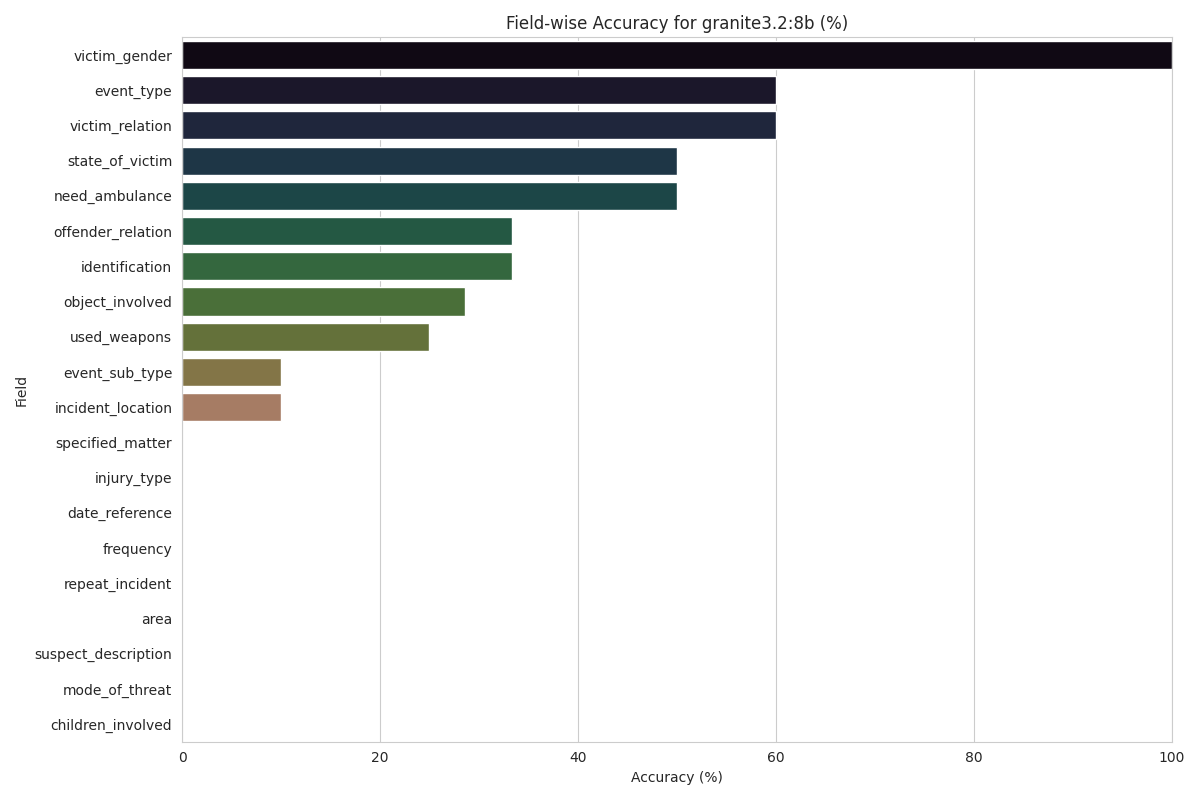 Field-wise Accuracy for granite3.2:8b (%)
victim_gender
event_type
victim_relation
state_of_victim
need_ambulance
offender_relation
identification
object_involved
used_weapons
event_sub_type
incident_location
specified_matter
injury_type
date_reference
frequency
repeat_incident
area
suspect_description
mode_of_threat
children_involved
Field
0 20 40 60 80 100
Accuracy (%)